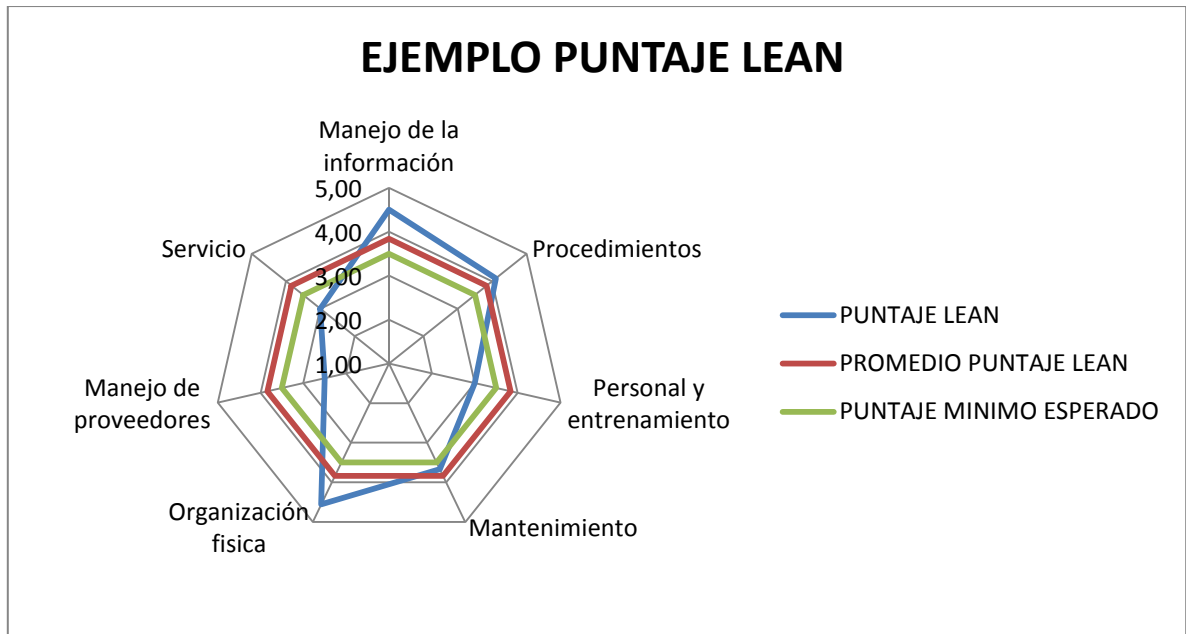 EJEMPLO PUNTAJE LEAN
Manejo de la
información
5,00
4,00
3,00
2,00
1,00
Servicio
Procedimientos
Manejo de
proveedores
Personal y
entrenamiento
Organización
fisica
Mantenimiento
PUNTAJE LEAN
PROMEDIO PUNTAJE LEAN
PUNTAJE MINIMO ESPERADO